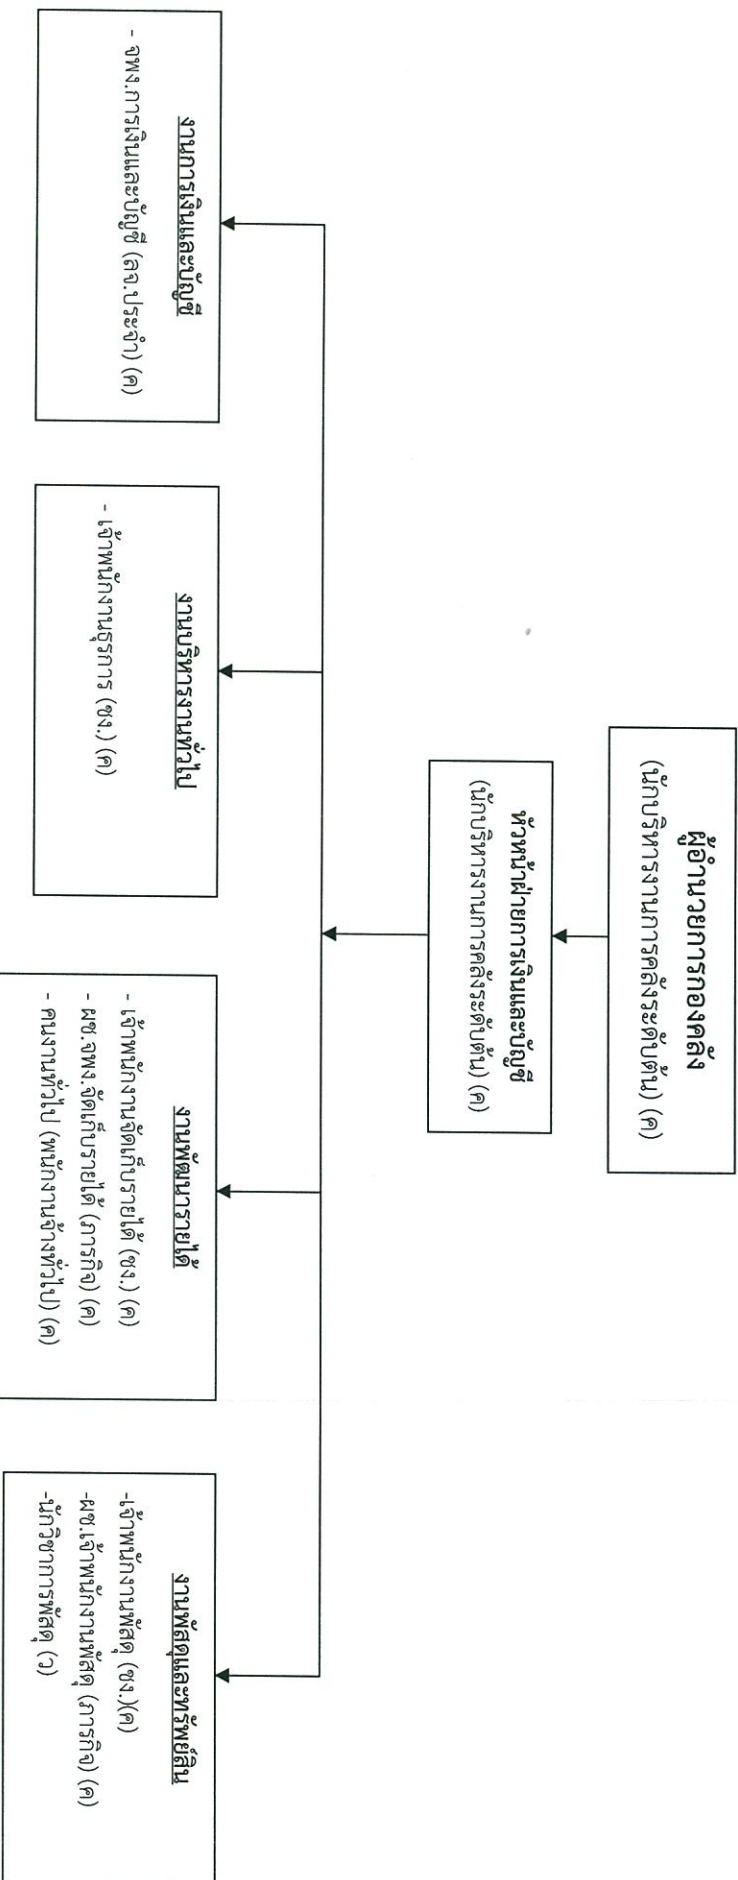 ผู้อำนวยการกองคลัง
(นักบริหารงานการคลังระดับต้น) (ค)
หัวหน้าฝ่ายการเงินและบัญชี
(นักบริหารงานการคลังระดับต้น) (ค)
งานการเงินและบัญชี
- จพง.การเงินและบัญชี (ลจ.ประจำ) (ค)
งานบริหารงานทั่วไป
- เจ้าพนักงานธุรการ (ชง.) (ค)
งานพัฒนารายได้
- เจ้าพนักงานจัดเก็บรายได้ (ชง.) (ค)
- ผช.จพง.จัดเก็บรายได้ (ภารกิจ) (ค)
- คนงานทั่วไป (พนักงานจ้างทั่วไป) (ค)
งานพัสดุและทรัพย์สิน
-เจ้าพนักงานพัสดุ (ชง.)(ค)
-ผช.เจ้าพนักงานพัสดุ (ภารกิจ) (ค)
-นักวิชาการพัสดุ (ว)